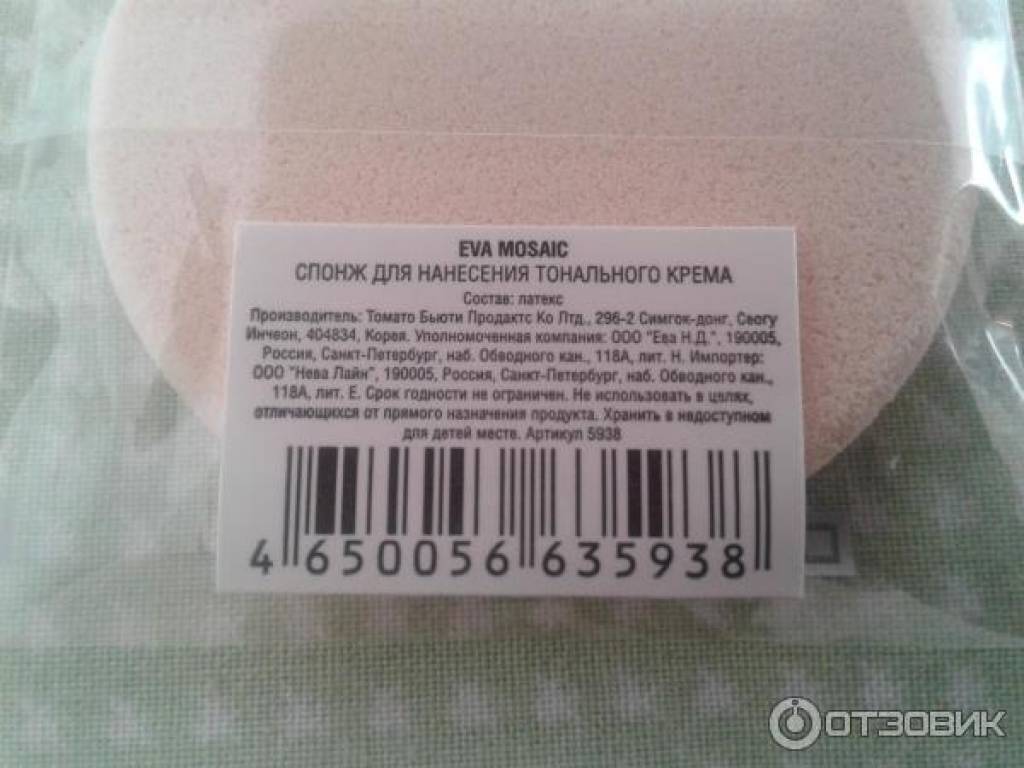 EVA MOSAIC
СПОНЖ ДЛЯ НАНЕСЕНИЯ ТОНАЛЬНОГО КРЕМА
Состав: латекс
Производитель: Томато Бьюти Продактс Ко Лтд., 296-2 Симгок-донг, Сеогу
Инчеон, 404834, Корея. Уполномоченная компания: ООО "Ева Н.Д.", 190005,
Россия, Санкт-Петербург, наб. Обводного кан., 118А, лит. Н. Импортер:
ООО "Нева Лайн", 190005, Россия, Санкт-Петербург, наб. Обводного кан.,
118А, лит. Е. Срок годности не ограничен. Не использовать в целях,
отличающихся от прямого назначения продукта. Хранить в недоступном
для детей месте. Артикул 5938
4 650056 635938
ОТЗОВИК